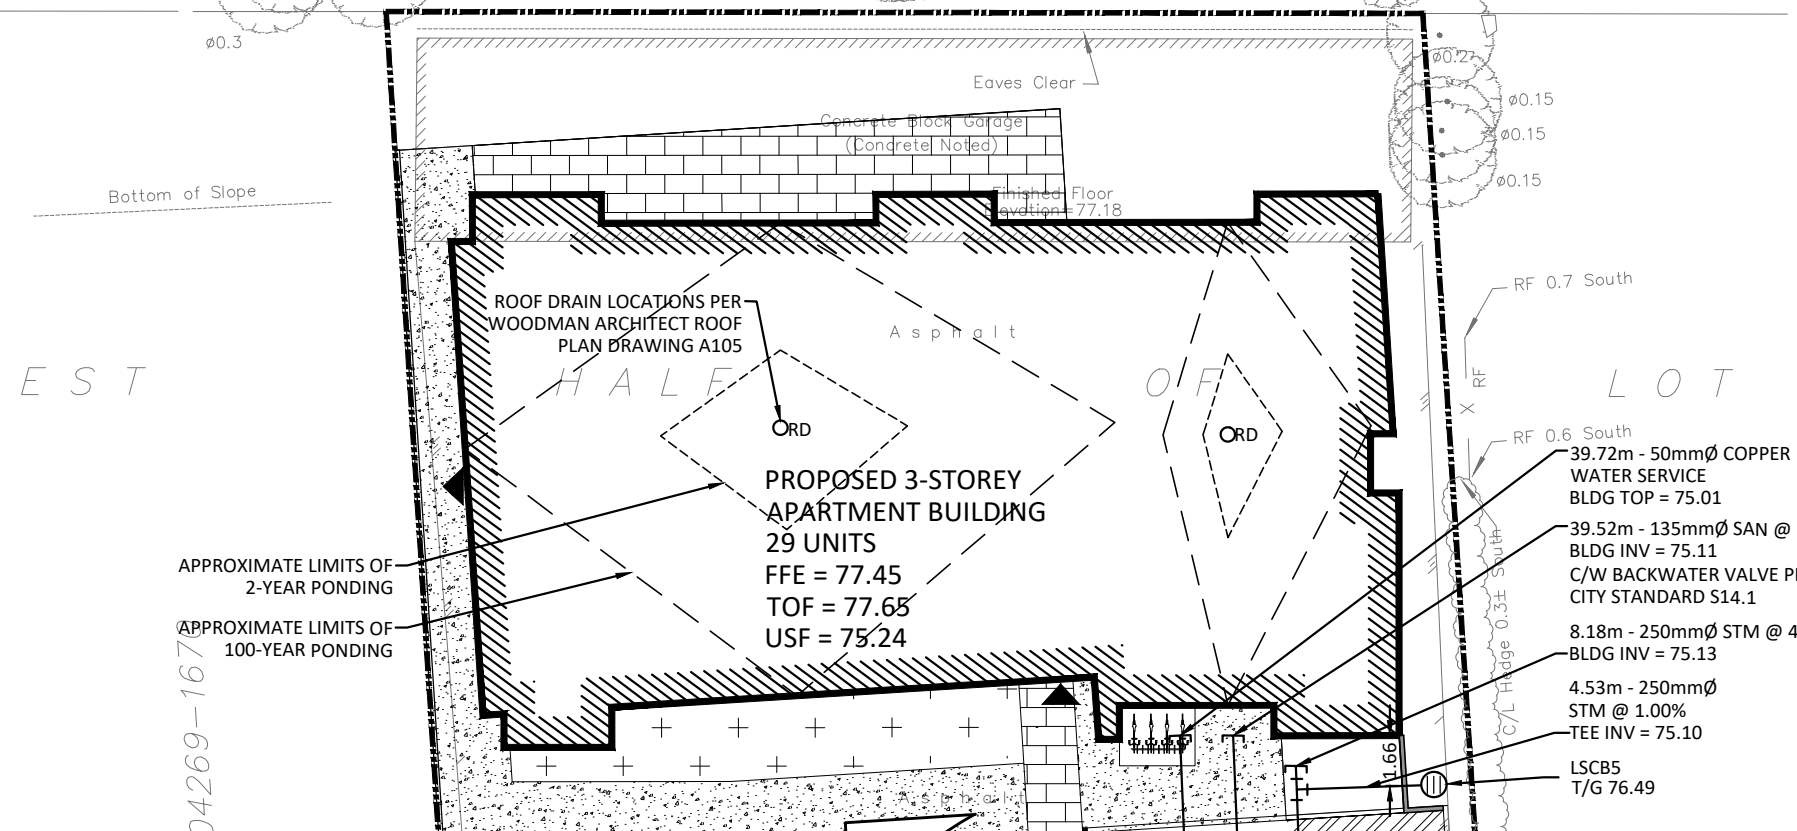 ø0.3
ø0.2
Eaves Clear
ø0.15
Concrete Block Garage
(Concrete Noted)
ø0.15
ø0.15
Bottom of Slope
Finished Floor
Elevation=77.18
RF 0.7 South
ROOF DRAIN LOCATIONS PER
WOODMAN ARCHITECT ROOF
PLAN DRAWING A105
Asphalt
EST HALF OF LOT
RF
X
RD
RD
RF 0.6 South
39.72m - 50mmØ COPPER
WATER SERVICE
BLDG TOP = 75.01
PROPOSED 3-STOREY
APARTMENT BUILDING
29 UNITS
FFE = 77.45
TOF = 77.65
USF = 75.24
39.52m - 135mmØ SAN @
BLDG INV = 75.11
C/W BACKWATER VALVE
CITY STANDARD S14.1
APPROXIMATE LIMITS OF
2-YEAR PONDING
APPROXIMATE LIMITS OF
100-YEAR PONDING
C/L Hedge 0.3± South
8.18m - 250mmØ STM @ 4
BLDG INV = 75.13
4.53m - 250mmØ
STM @ 1.00%
TEE INV = 75.10
1.66
LSCB5
T/G 76.49
Asphalt
04269-167